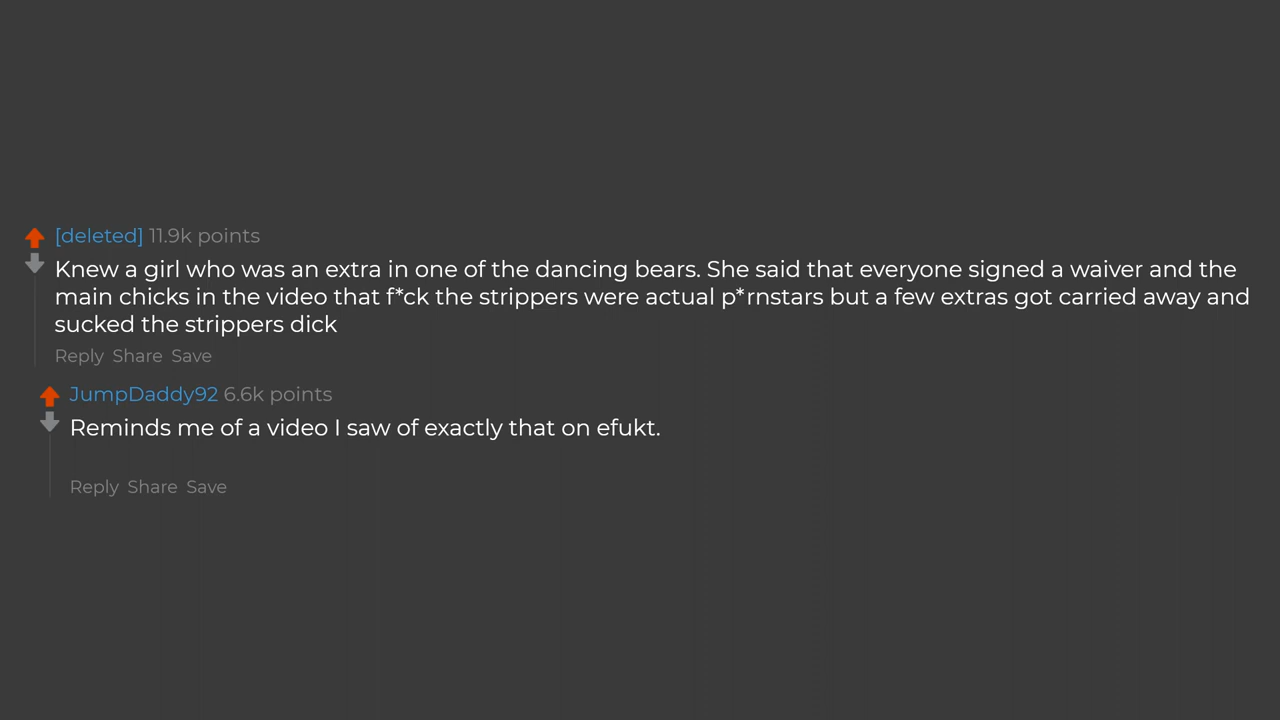 [deleted] 11.9k points
Knew a girl who was an extra in one of the dancing bears. She said that everyone signed a waiver and the
main chicks in the video that f*ck the strippers were actual p*rnstars but a few extras got carried away and
sucked the strippers dick
Reply Share Save
JumpDaddy92 6.6k points
Reminds me of a video I saw of exactly that on efukt.
Reply Share Save